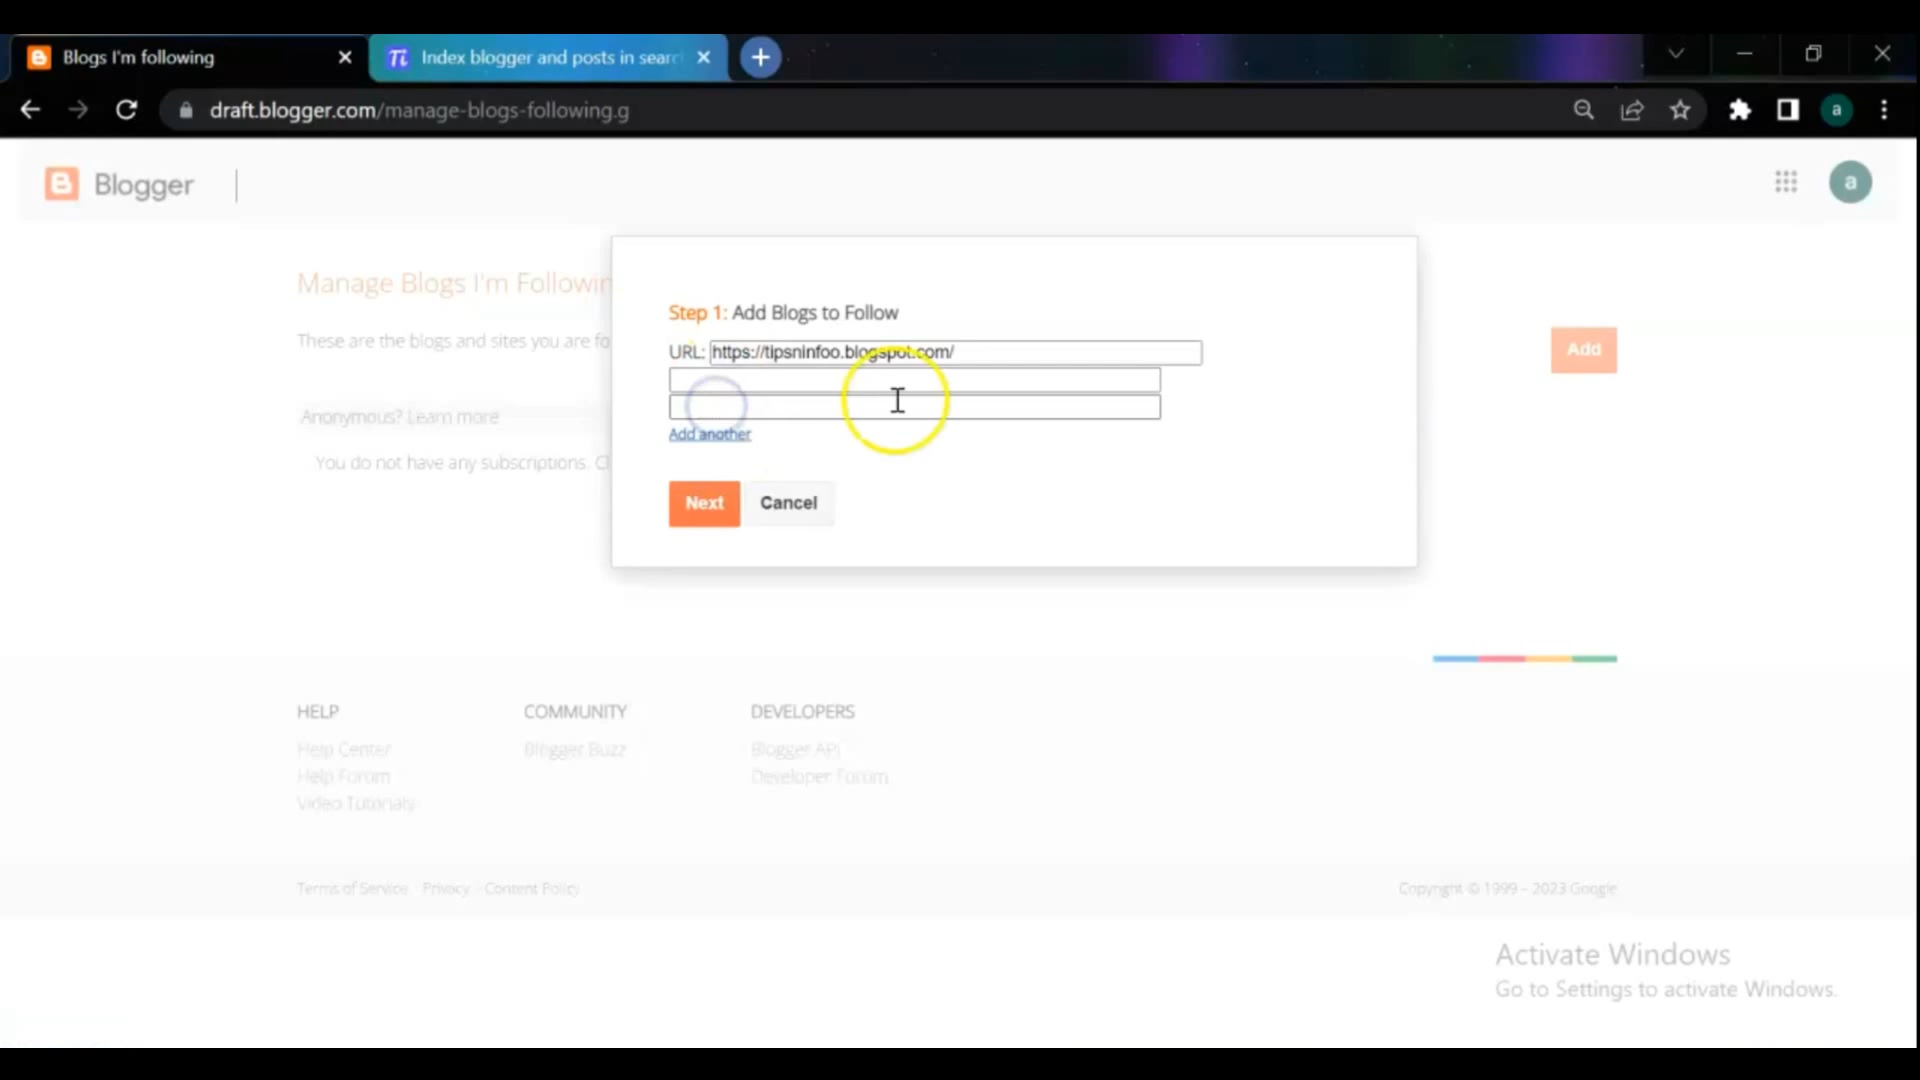 Blogs I'm following
Ti Index blogger and posts in sear
draft.blogger.com/manage-blogs-following.g
a
Blogger
a
Manage Blogs I'm Followin
Step 1: Add Blogs to Follow
These are the blogs and sites you are fo
URL: https://tipsninfoo.blogspot.com/
Add
Anonymous? Learn more
Add another
You do not have any subscriptions. Cl
Next Cancel
HELP COMMUNITY DEVELOPERS
Help Center Blogger Buzz Blogger API
Help Forum Developer Forum
Video Tutorials
Terms of Service - Privacy - Content Policy
Copyright © 1999 – 2023 Google
Activate Windows
Go to Settings to activate Windows.